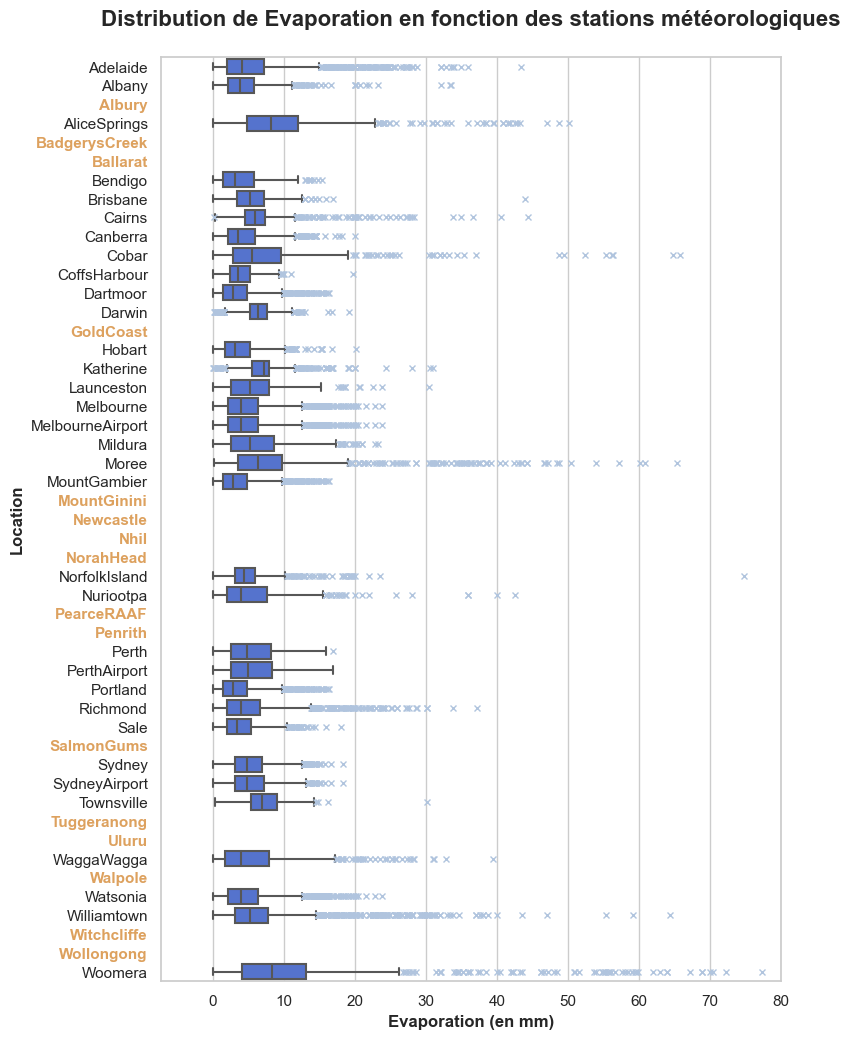 Distribution de Evaporation en fonction des stations météorologiques
Adelaide
Albany
Albury
AliceSprings
BadgerysCreek
Ballarat
Bendigo
Brisbane
Cairns
Canberra
Cobar
CoffsHarbour
Dartmoor
Darwin
GoldCoast
Hobart
Katherine
Launceston
Melbourne
MelbourneAirport
Mildura
Moree
MountGambier
MountGinini
Newcastle
Nhil
NorahHead
NorfolkIsland
Nuriootpa
PearceRAAF
Penrith
Perth
PerthAirport
Portland
Richmond
Sale
SalmonGums
Sydney
SydneyAirport
Townsville
Tuggeranong
Uluru
WaggaWagga
Walpole
Watsonia
Williamtown
Witchcliffe
Wollongong
Woomera
Location
0 10 20 30 40 50 60 70 80
Evaporation (en mm)